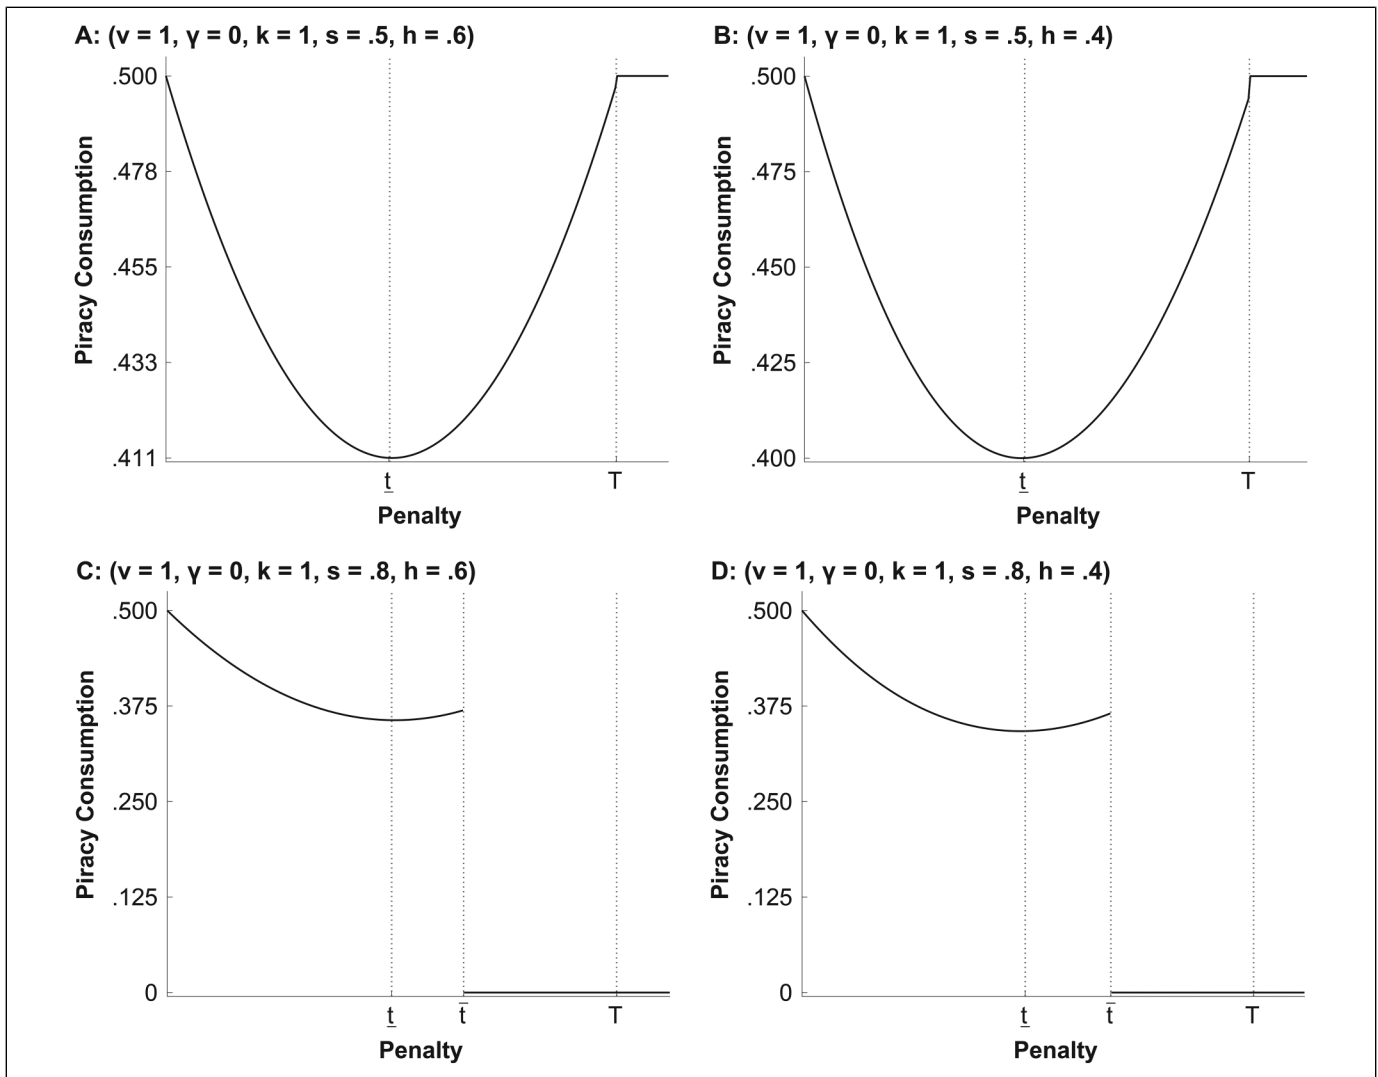 A: (v = 1, γ = 0, k = 1, s = .5, h = .6)
Piracy Consumption
.500
.478
.455
.433
.411
t
T
Penalty
B: (v = 1, γ = 0, k = 1, s = .5, h = .4)
Piracy Consumption
.500
.475
.450
.425
.400
t
T
Penalty
C: (v = 1, γ = 0, k = 1, s = .8, h = .6)
Piracy Consumption
.500
.375
.250
.125
0
t
t̄
T
Penalty
D: (v = 1, γ = 0, k = 1, s = .8, h = .4)
Piracy Consumption
.500
.375
.250
.125
0
t
t̄
T
Penalty